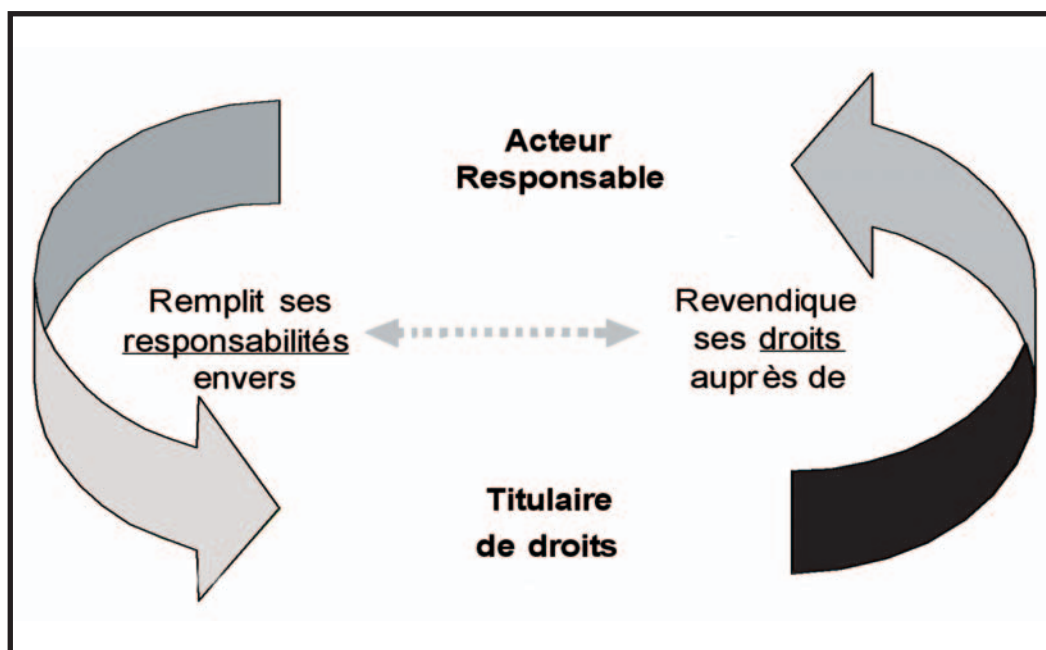 Acteur
Responsable
Remplit ses
responsabilités
envers
Revendique
ses droits
auprès de
Titulaire
de droits